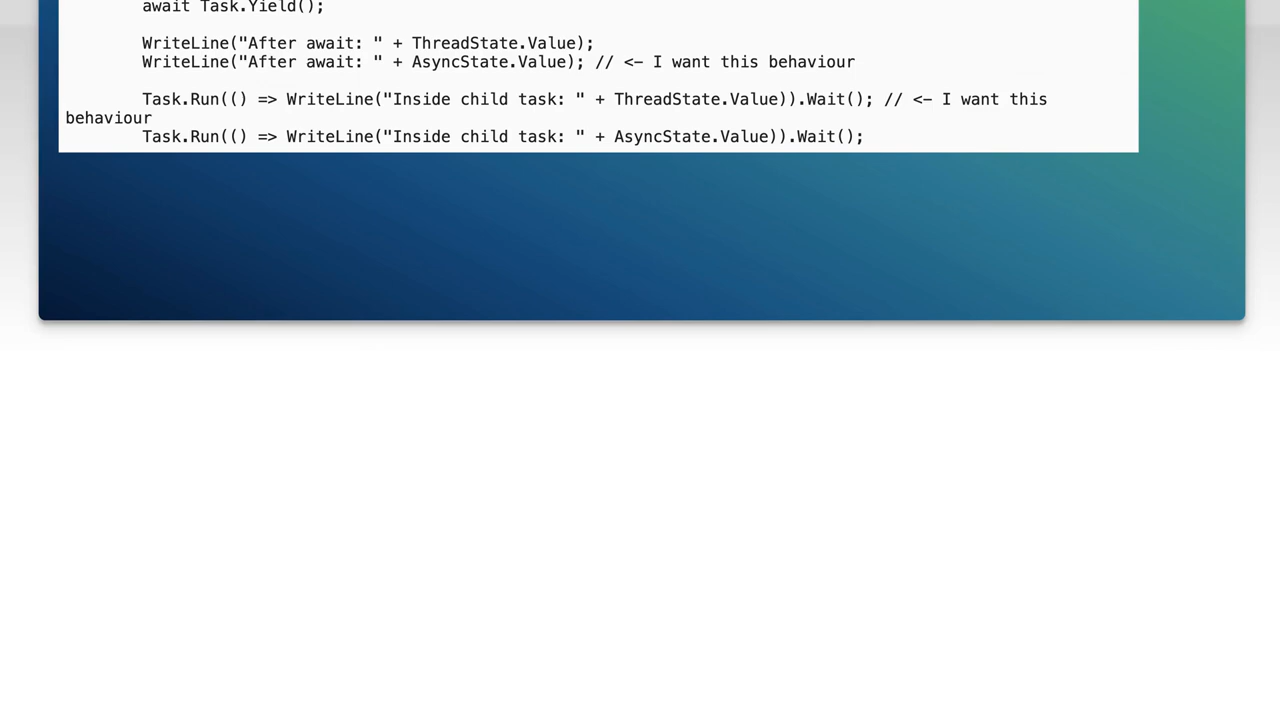 await Task.Yield();
WriteLine("After await: " + ThreadState.Value);
WriteLine("After await: " + AsyncState.Value); // <- I want this behaviour
Task.Run(() => WriteLine("Inside child task: " + ThreadState.Value)).Wait(); // <- I want this
behaviour
Task.Run(() => WriteLine("Inside child task: " + AsyncState.Value)).Wait();